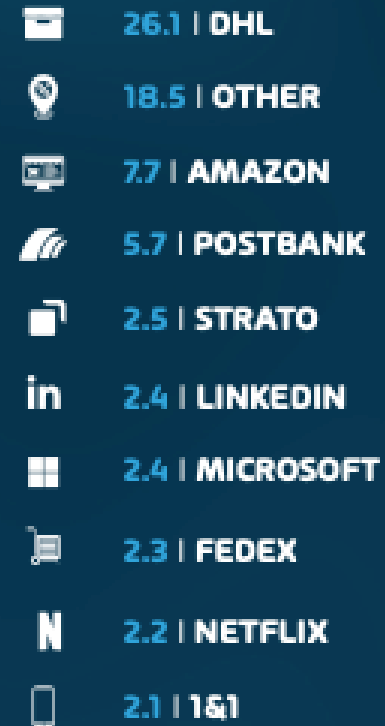 26.1 | DHL
18.5 | OTHER
7.7 | AMAZON
5.7 | POSTBANK
2.5 | STRATO
in 2.4 | LINKEDIN
2.4 | MICROSOFT
2.3 | FEDEX
N 2.2 | NETFLIX
2.1 | 1&1